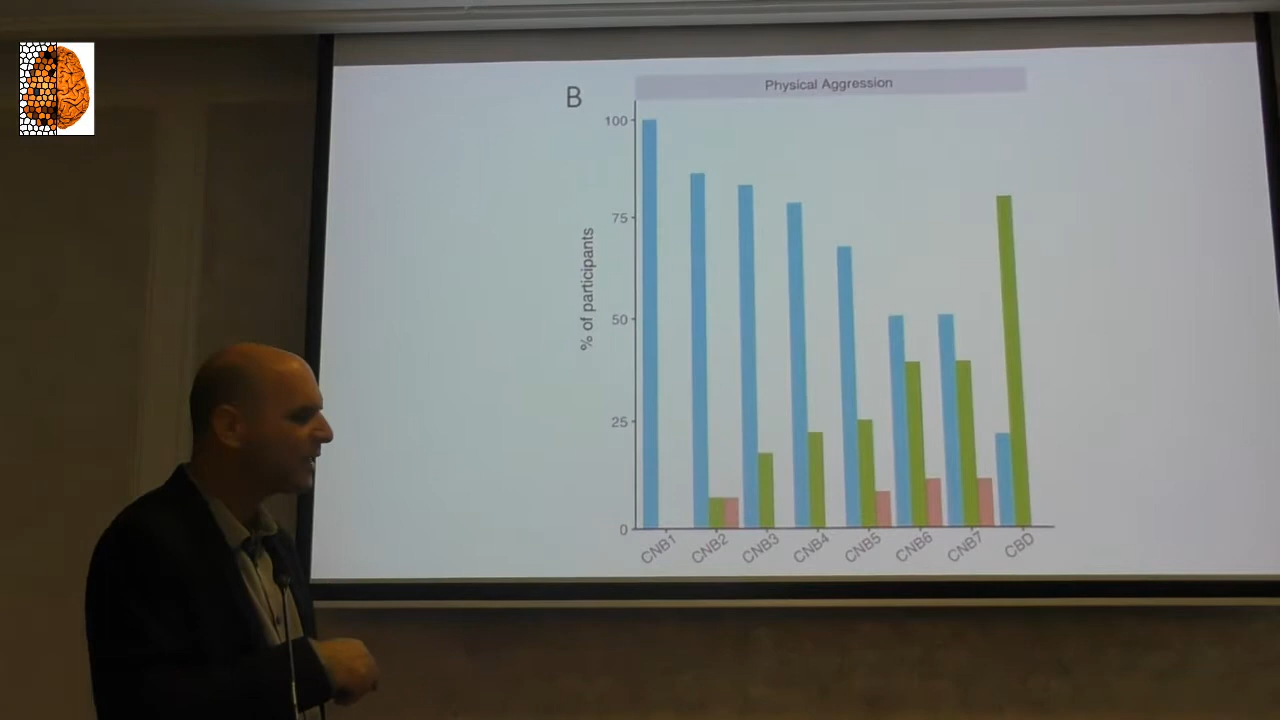 B
Physical Aggression
% of participants
100
75
50
25
0
CNB1
CNB2
CNB3
CNB4
CNB5
CNB6
CNB7
CBD